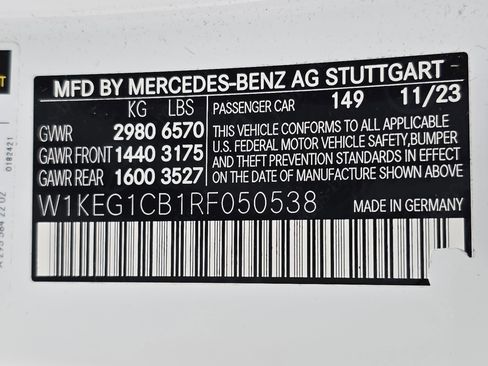 MFD BY MERCEDES-BENZ AG STUTTGART
KG LBS PASSENGER CAR 149 11/23
GVWR 2980 6570
GAWR FRONT 1440 3175
GAWR REAR 1600 3527
THIS VEHICLE CONFORMS TO ALL APPLICABLE
U.S. FEDERAL MOTOR VEHICLE SAFETY, BUMPER
AND THEFT PREVENTION STANDARDS IN EFFECT
ON THE DATE OF MANUFACTURE SHOWN ABOVE.
W1KEG1CB1RF050538 MADE IN GERMANY
0182421